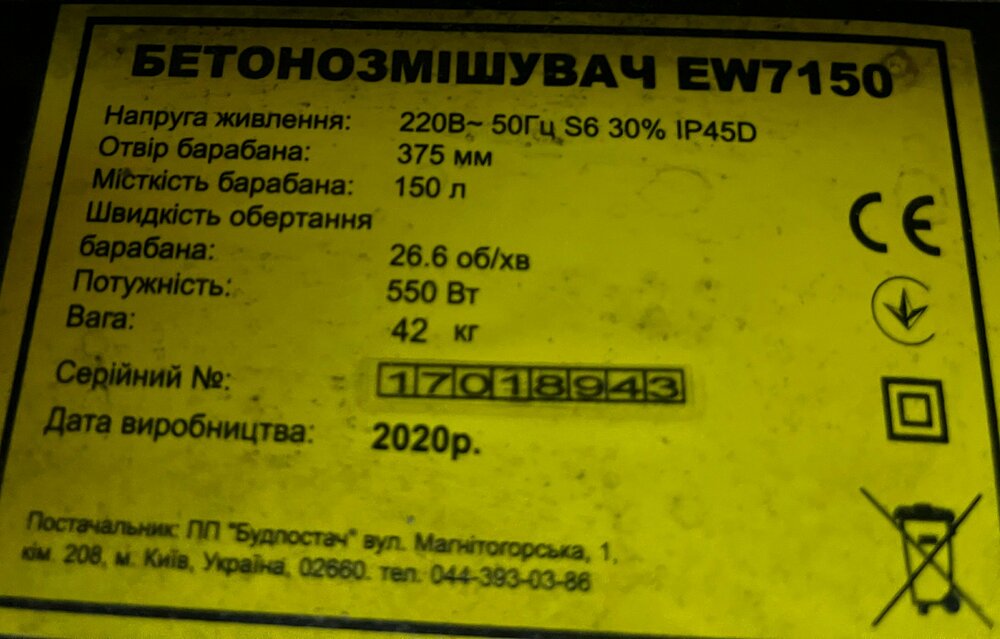 БЕТОНОЗМІШУВАЧ EW7150
Напруга живлення: 220В~ 50Гц S6 30% IP45D
Отвір барабана: 375 мм
Місткість барабана: 150 л
Швидкість обертання
барабана: 26.6 об/хв
Потужність: 550 Вт
Вага: 42 кг
Серійний №: 17018943
Дата виробництва: 2020р.
Постачальник: ПП "Будпостач" вул. Магнітогорська, 1,
кім. 208, м. Київ, Україна, 02660. тел. 044-393-03-86
CE